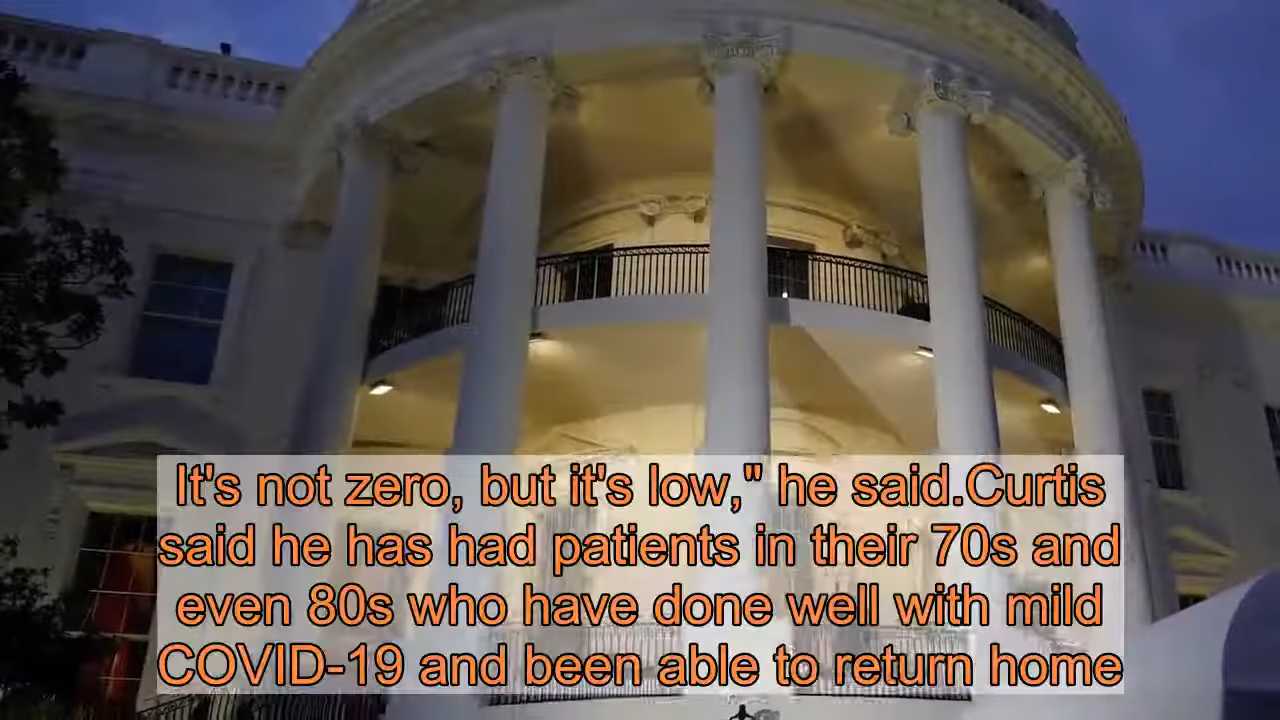 It's not zero, but it's low," he said.Curtis
said he has had patients in their 70s and
even 80s who have done well with mild
COVID-19 and been able to return home